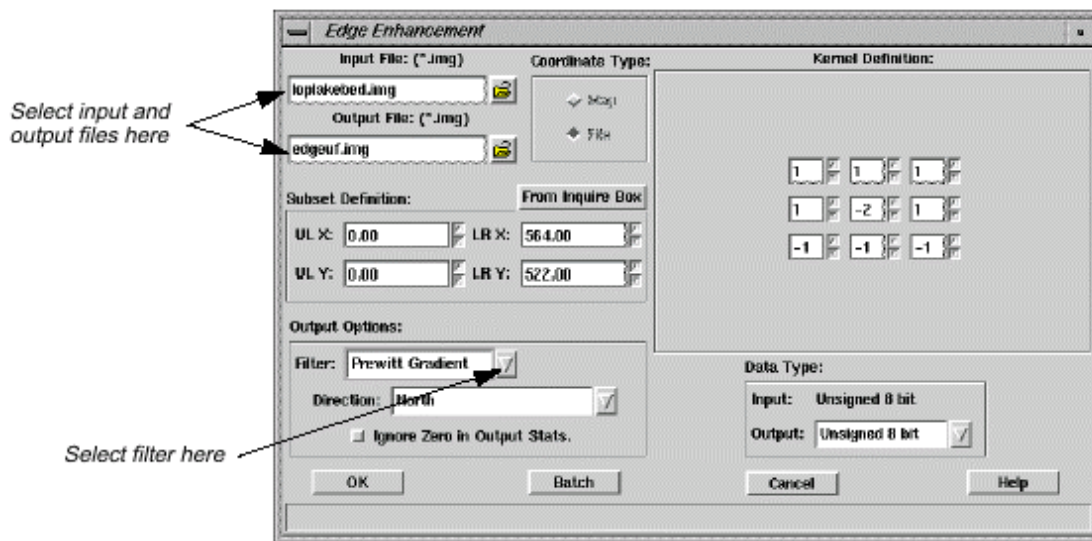 Edge Enhancement
Input File: (*.img)
loplakebed.img
Output File: (*.img)
edgeuf.img
Coordinate Type:
Map
File
Kernel Definition:
1 1 1
1 -2 1
-1 -1 -1
Select input and
output files here
Subset Definition:
From Inquire Box
UL X: 0.00 LR X: 564.00
UL Y: 0.00 LR Y: 522.00
Output Options:
Filter: Prewitt Gradient
Direction: North
Ignore Zero in Output Stats.
Select filter here
Data Type:
Input: Unsigned 8 bit
Output: Unsigned 8 bit
OK Batch Cancel Help